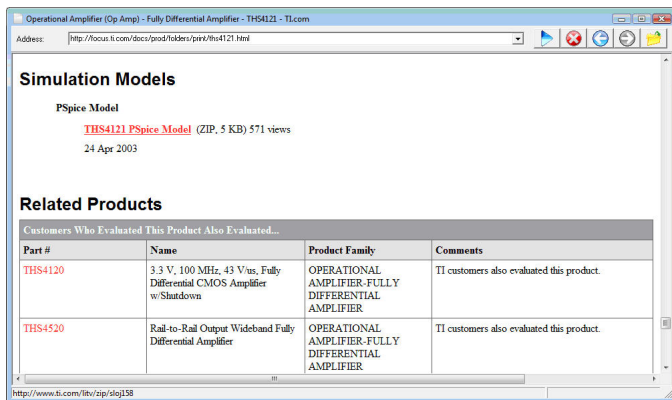 Operational Amplifier (Op Amp) - Fully Differential Amplifier - THS4121 - TI.com
Address: http://focus.ti.com/docs/prod/folders/print/ths4121.html
Simulation Models
PSpice Model
THS4121 PSpice Model (ZIP, 5 KB) 571 views
24 Apr 2003
Related Products
Customers Who Evaluated This Product Also Evaluated...
Part # Name Product Family Comments
THS4120 3.3 V, 100 MHz, 43 V/us, Fully OPERATIONAL TI customers also evaluated this product.
Differential CMOS Amplifier AMPLIFIER-FULLY
w/Shutdown DIFFERENTIAL
AMPLIFIER
THS4520 Rail-to-Rail Output Wideband Fully OPERATIONAL TI customers also evaluated this product.
Differential Amplifier AMPLIFIER-FULLY
DIFFERENTIAL
AMPLIFIER
http://www.ti.com/litv/zip/sloj158